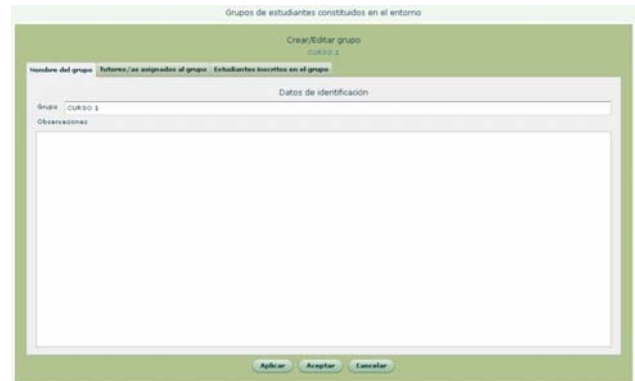 Grupos de estudiantes constituidos en el entorno
Crear/Editar grupo
CURSO 1
Nombre del grupo Tutores/as asignados al grupo Estudiantes inscritos en el grupo
Datos de identificación
Grupo CURSO 1
Observaciones
Aplicar Aceptar Cancelar